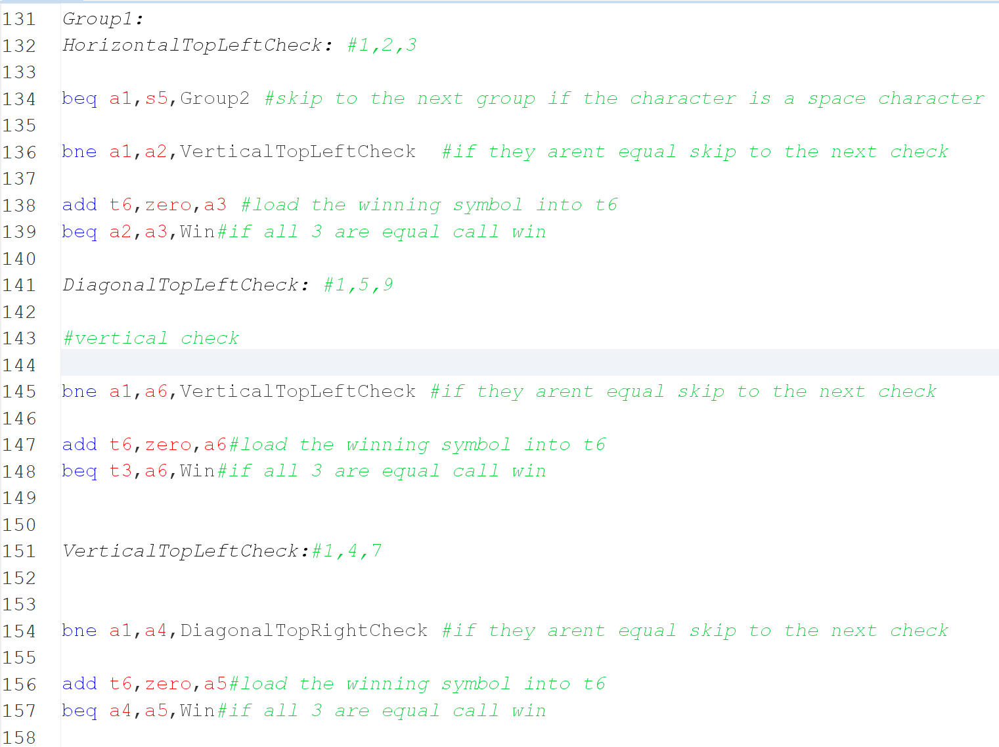 131 Group1:
132 HorizontalTopLeftCheck: #1,2,3
133
134 beq a1,s5,Group2 #skip to the next group if the character is a space character
135
136 bne a1,a2,VerticalTopLeftCheck  #if they arent equal skip to the next check
137
138 add t6,zero,a3 #load the winning symbol into t6
139 beq a2,a3,Win#if all 3 are equal call win
140
141 DiagonalTopLeftCheck: #1,5,9
142
143 #vertical check
144
145 bne a1,a6,VerticalTopLeftCheck #if they arent equal skip to the next check
146
147 add t6,zero,a6#load the winning symbol into t6
148 beq t3,a6,Win#if all 3 are equal call win
149
150
151 VerticalTopLeftCheck:#1,4,7
152
153
154 bne a1,a4,DiagonalTopRightCheck #if they arent equal skip to the next check
155
156 add t6,zero,a5#load the winning symbol into t6
157 beq a4,a5,Win#if all 3 are equal call win
158